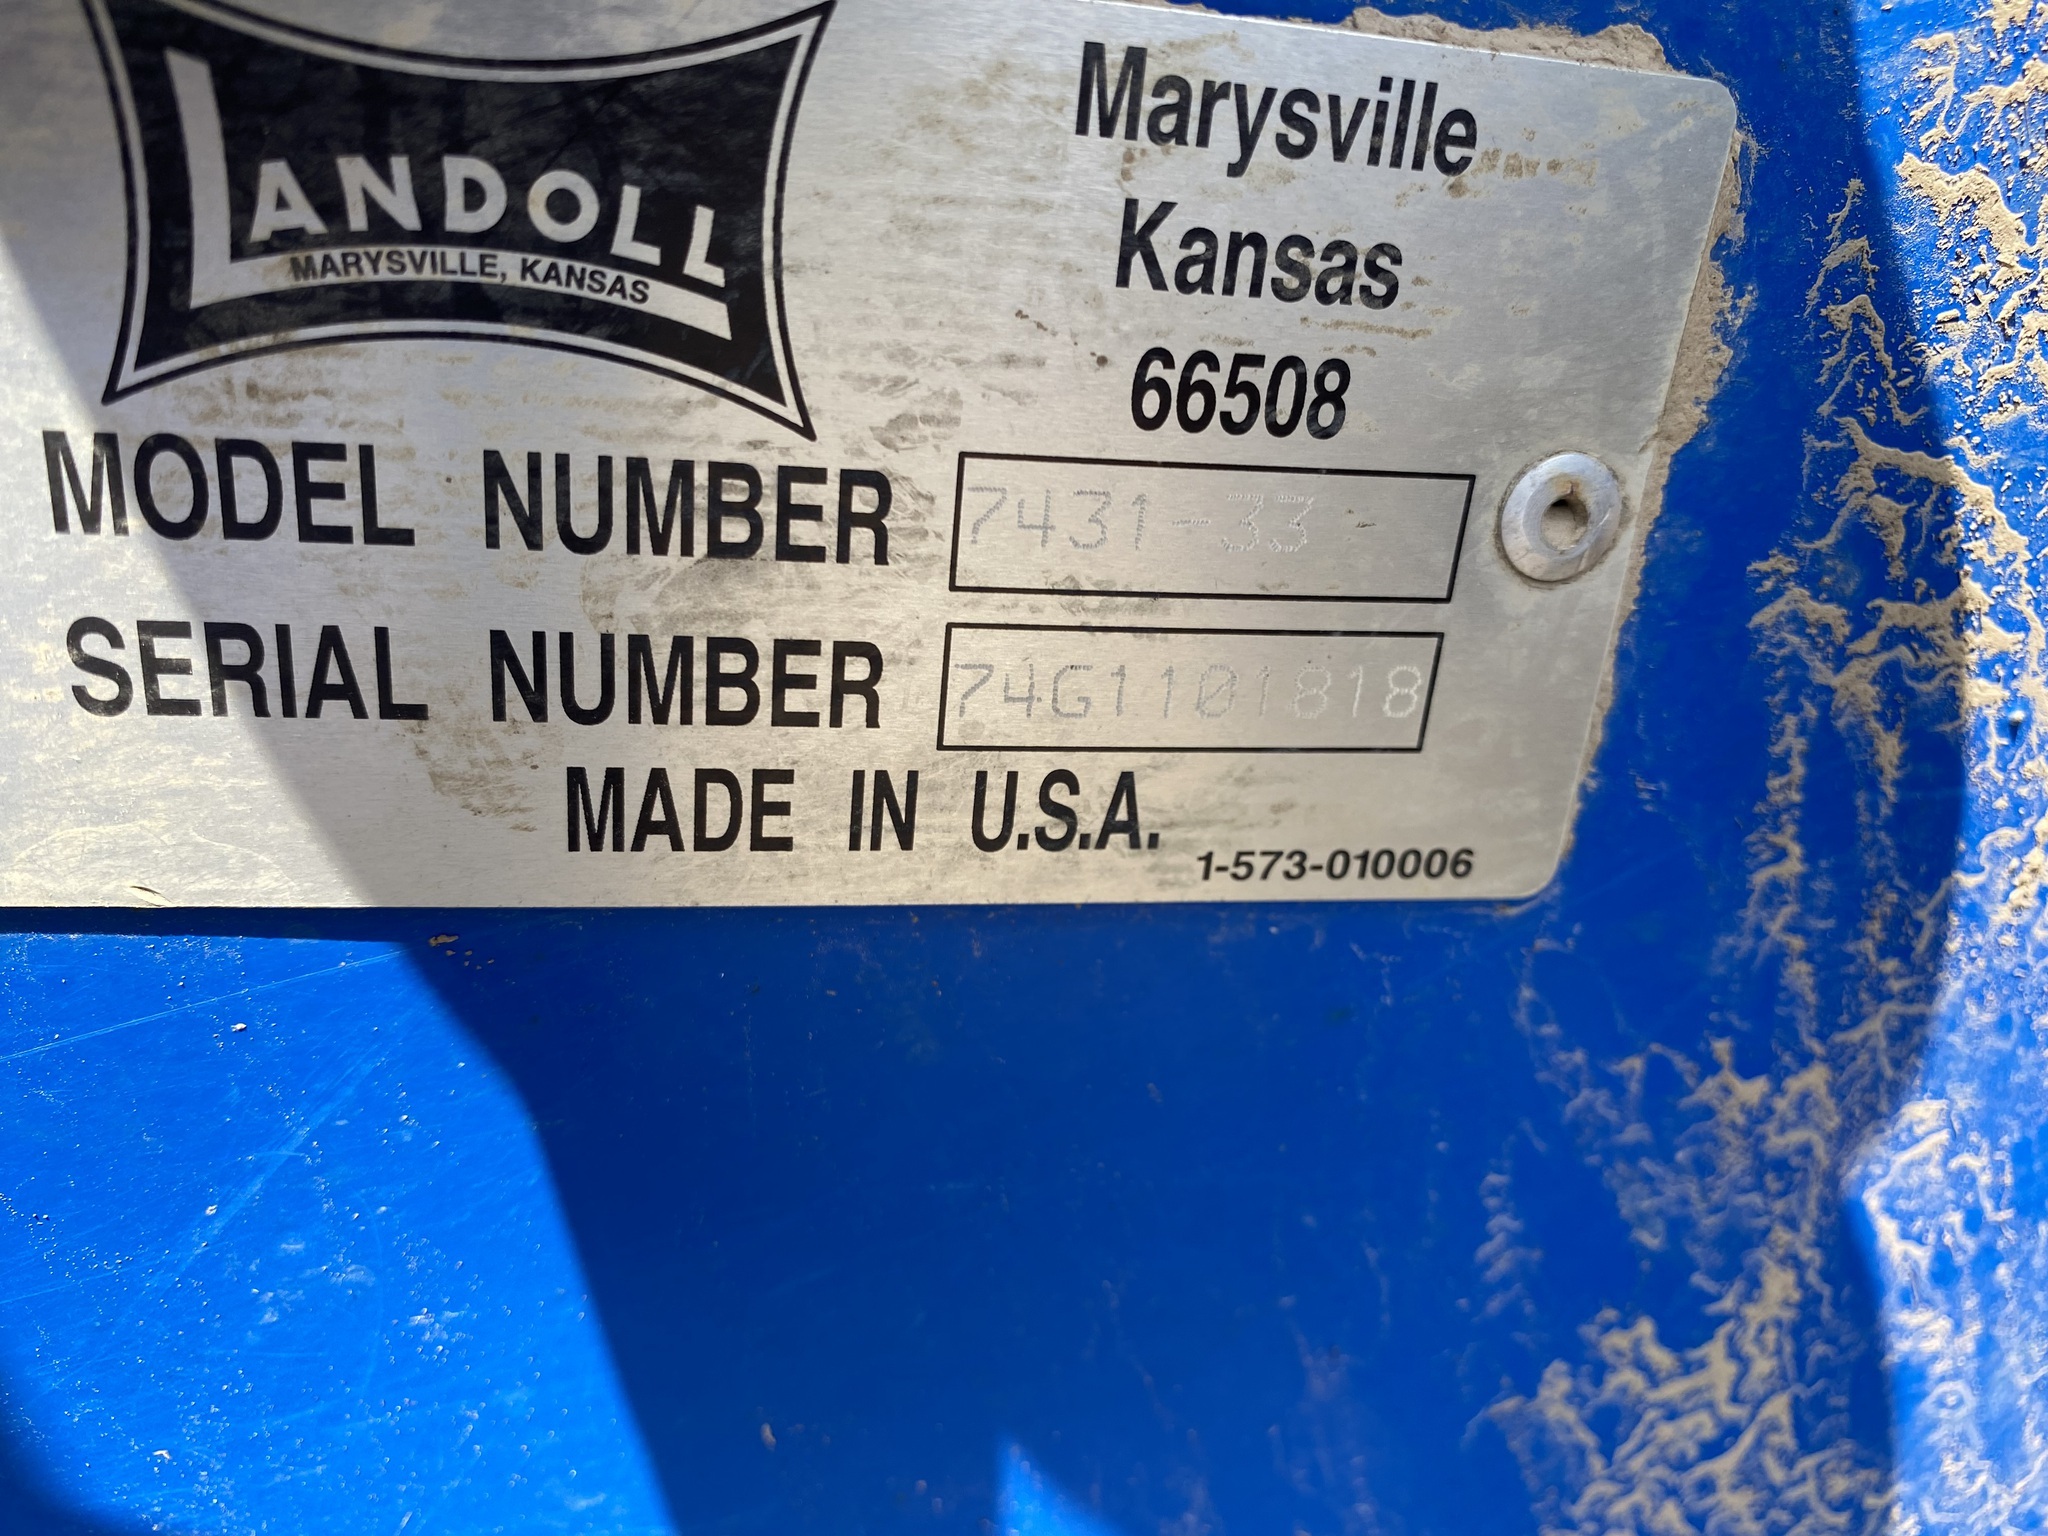 LANDOLL
MARYSVILLE, KANSAS
Marysville
Kansas
66508
MODEL NUMBER 7431-33
SERIAL NUMBER 74G1101818
MADE IN U.S.A.
1-573-010006